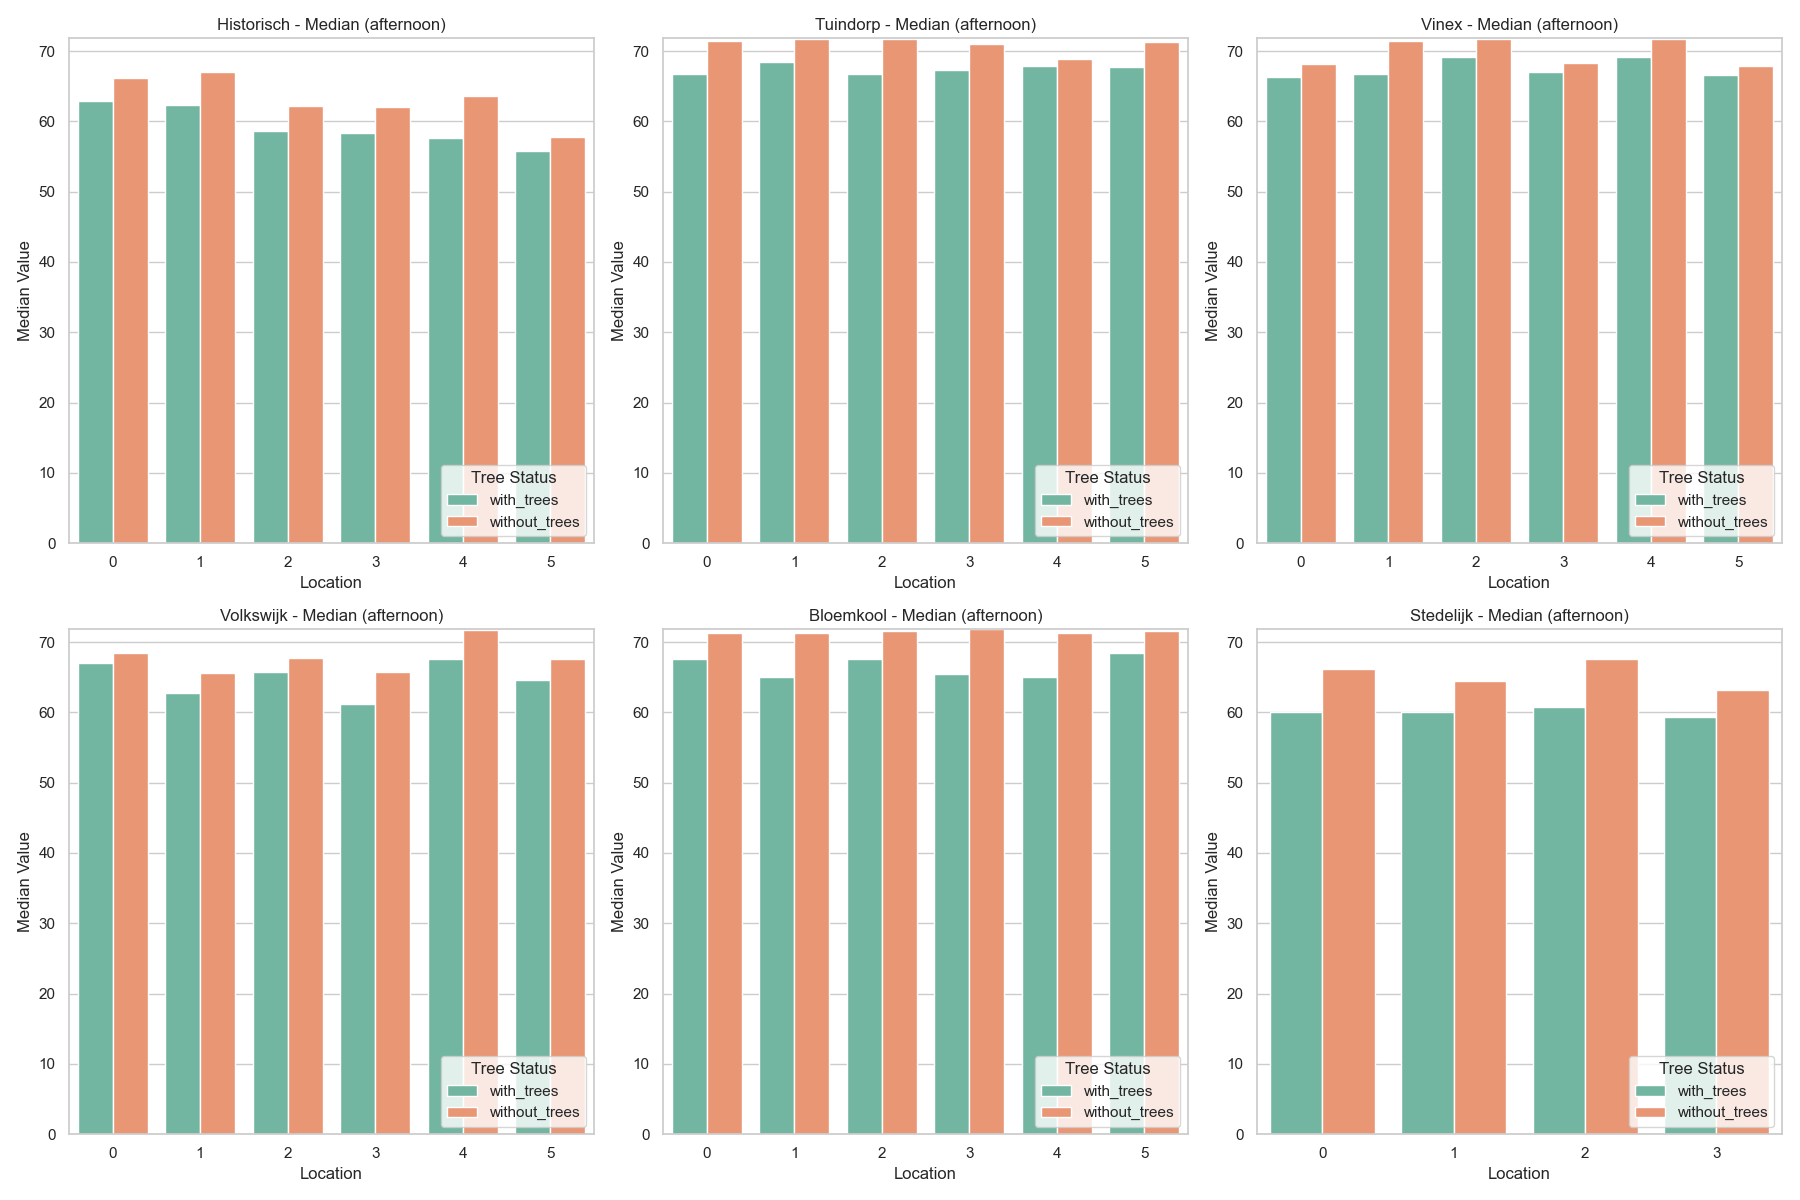 Historisch - Median (afternoon)
70
60
50
40
30
20
10
0
Median Value
0 1 2 3 4 5
Location
Tree Status
with_trees
without_trees
Tuindorp - Median (afternoon)
70
60
50
40
30
20
10
0
Median Value
0 1 2 3 4 5
Location
Tree Status
with_trees
without_trees
Vinex - Median (afternoon)
70
60
50
40
30
20
10
0
Median Value
0 1 2 3 4 5
Location
Tree Status
with_trees
without_trees
Volkswijk - Median (afternoon)
70
60
50
40
30
20
10
0
Median Value
0 1 2 3 4 5
Location
Tree Status
with_trees
without_trees
Bloemkool - Median (afternoon)
70
60
50
40
30
20
10
0
Median Value
0 1 2 3 4 5
Location
Tree Status
with_trees
without_trees
Stedelijk - Median (afternoon)
70
60
50
40
30
20
10
0
Median Value
0 1 2 3
Location
Tree Status
with_trees
without_trees